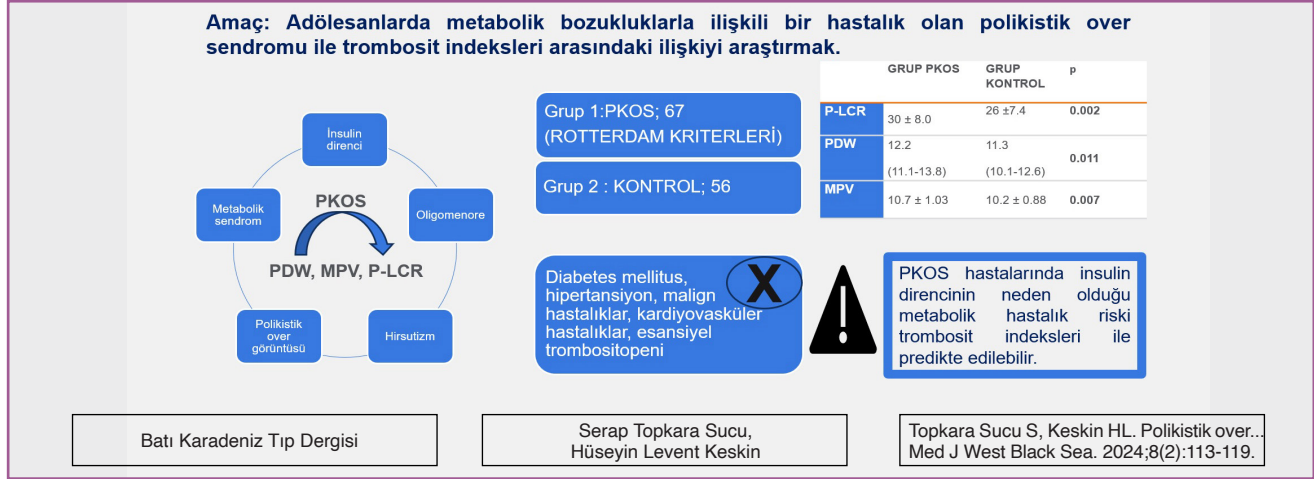 Amaç: Adölesanlarda metabolik bozukluklarla ilişkili bir hastalık olan polikistik over
sendromu ile trombosit indeksleri arasındaki ilişkiyi araştırmak.
İnsulin
direnci
Metabolik
sendrom
PKOS
Oligomenore
PDW, MPV, P-LCR
Polikistik
over
görüntüsü
Hirsutizm
Grup 1:PKOS; 67
(ROTTERDAM KRITERLERİ)
Grup 2 : KONTROL; 56
Diabetes mellitus,
hipertansiyon, malign
hastalıklar, kardiyovasküler
hastalıklar, esansiyel
trombositopeni
X
GRUP PKOS GRUP KONTROL p
P-LCR 30 ± 8.0 26 ±7.4 0.002
PDW 12.2 (11.1-13.8) 11.3 (10.1-12.6) 0.011
MPV 10.7 ± 1.03 10.2 ± 0.88 0.007
!
PKOS hastalarında insulin
direncinin neden olduğu
metabolik hastalık riski
trombosit indeksleri ile
predikte edilebilir.
Batı Karadeniz Tıp Dergisi
Serap Topkara Sucu,
Hüseyin Levent Keskin
Topkara Sucu S, Keskin HL. Polikistik over...
Med J West Black Sea. 2024;8(2):113-119.